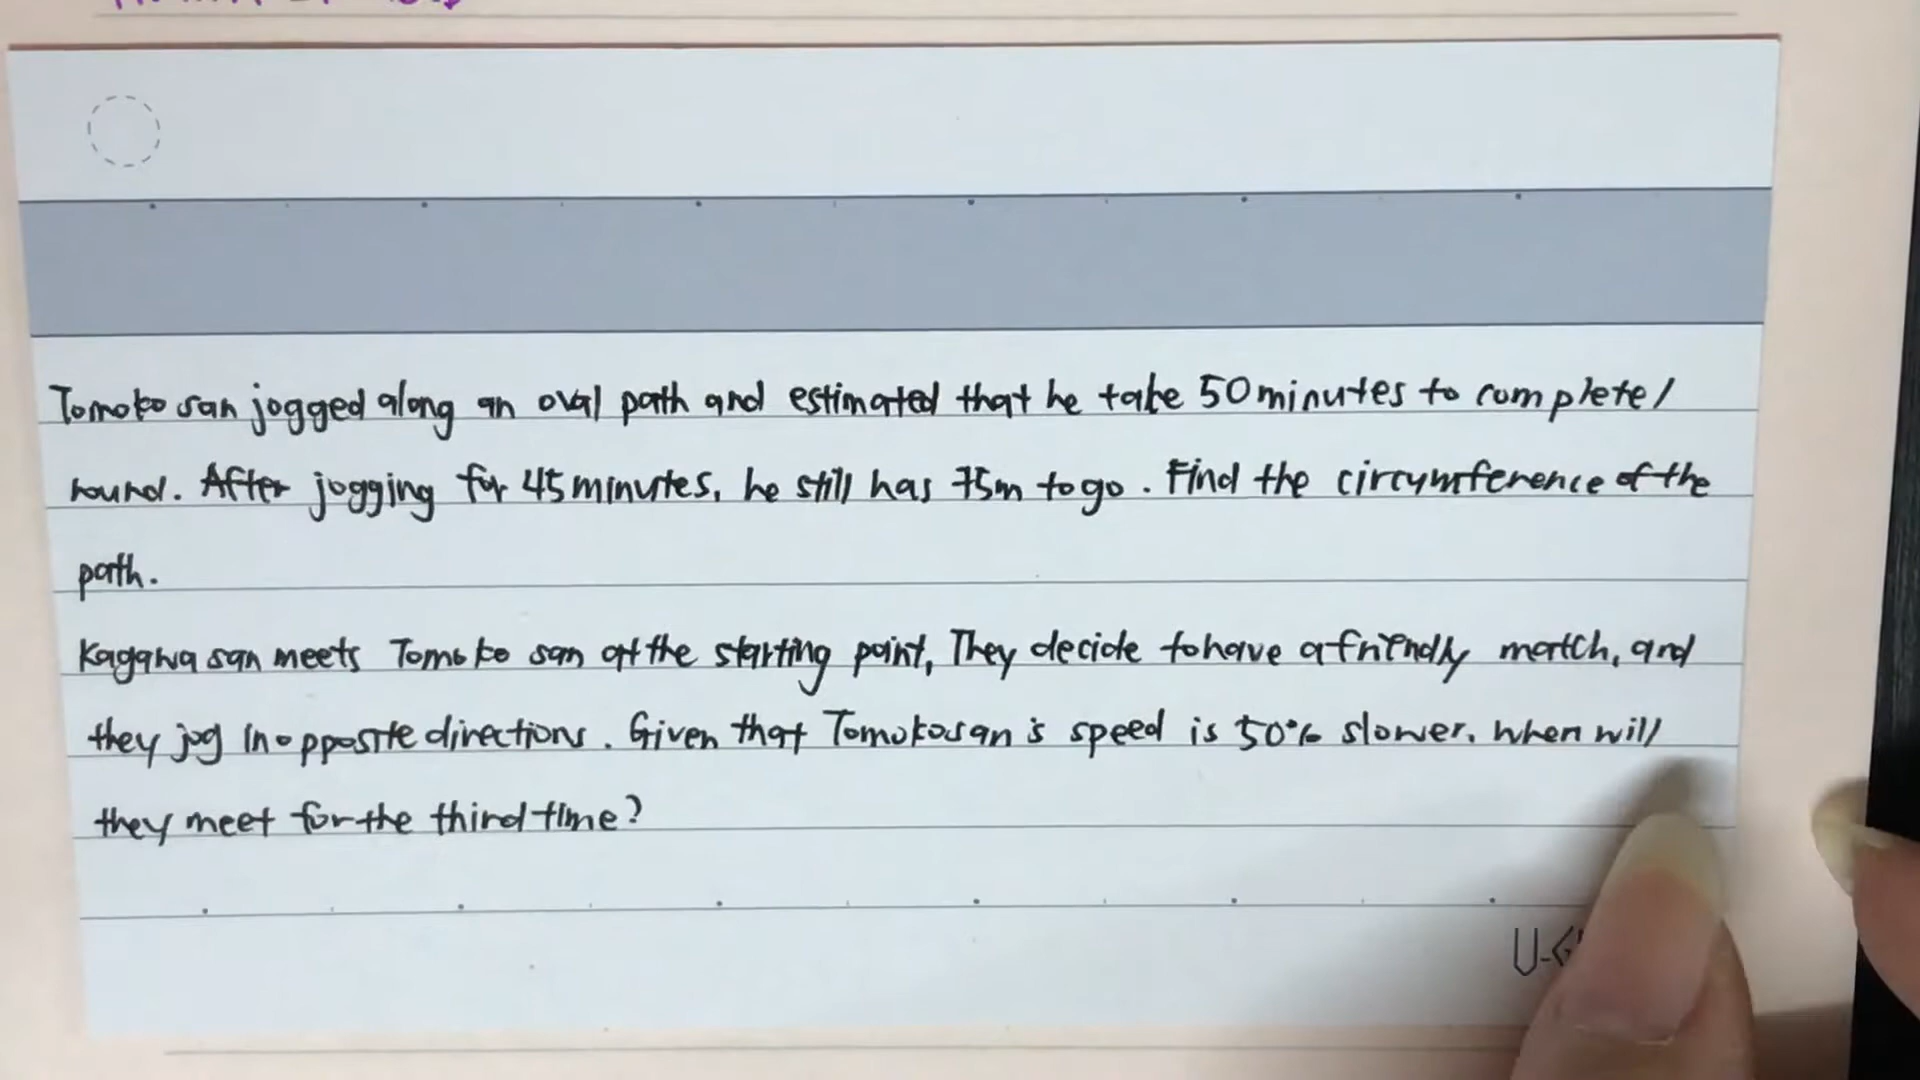 Tomoko san jogged along an oval path and estimated that he take 50 minutes to complete 1
round. After jogging for 45 minutes, he still has 75m to go. Find the circumference of the
path.
Kagawa san meets Tomoko san at the starting point, They decide to have a friendly match, and
they jog in opposite directions. Given that Tomoko san's speed is 50% slower. When will
they meet for the third time?